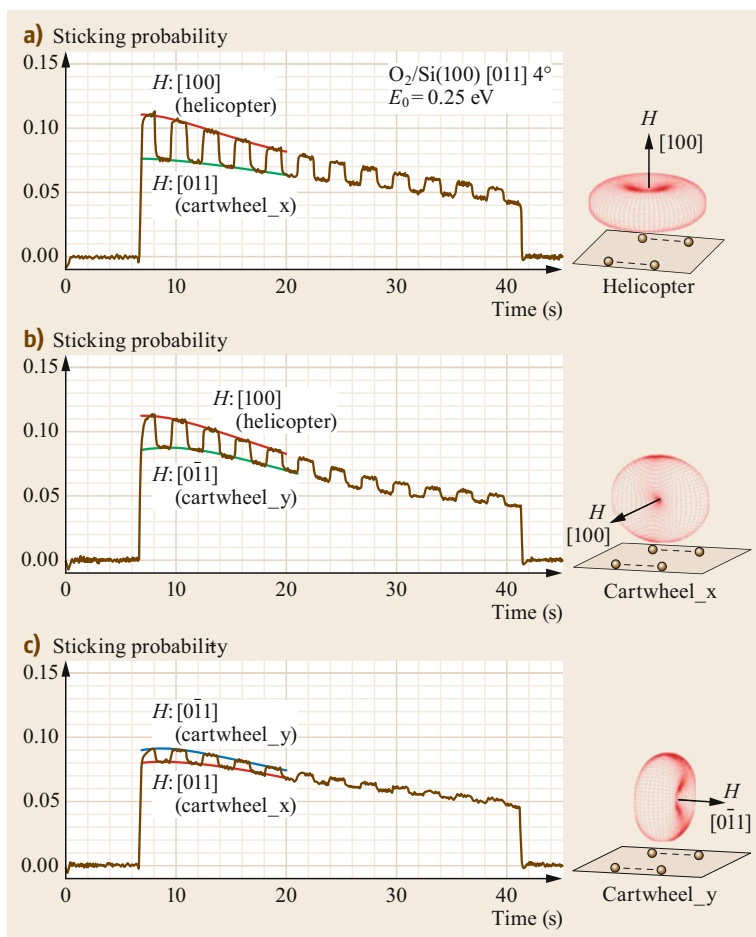 a) Sticking probability
0.15
0.10
0.05
0.00
H: [100]
(helicopter)
O₂/Si(100) [011] 4°
E₀ = 0.25 eV
H: [011]
(cartwheel_x)
0 10 20 30 40
Time (s)
H
[100]
Helicopter
b) Sticking probability
0.15
0.10
0.05
0.00
H: [100]
(helicopter)
H: [01̄1]
(cartwheel_y)
0 10 20 30 40
Time (s)
H
[100]
Cartwheel_x
c) Sticking probability
0.15
0.10
0.05
0.00
H: [01̄1]
(cartwheel_y)
H: [011]
(cartwheel_x)
0 10 20 30 40
Time (s)
H
[01̄1]
Cartwheel_y